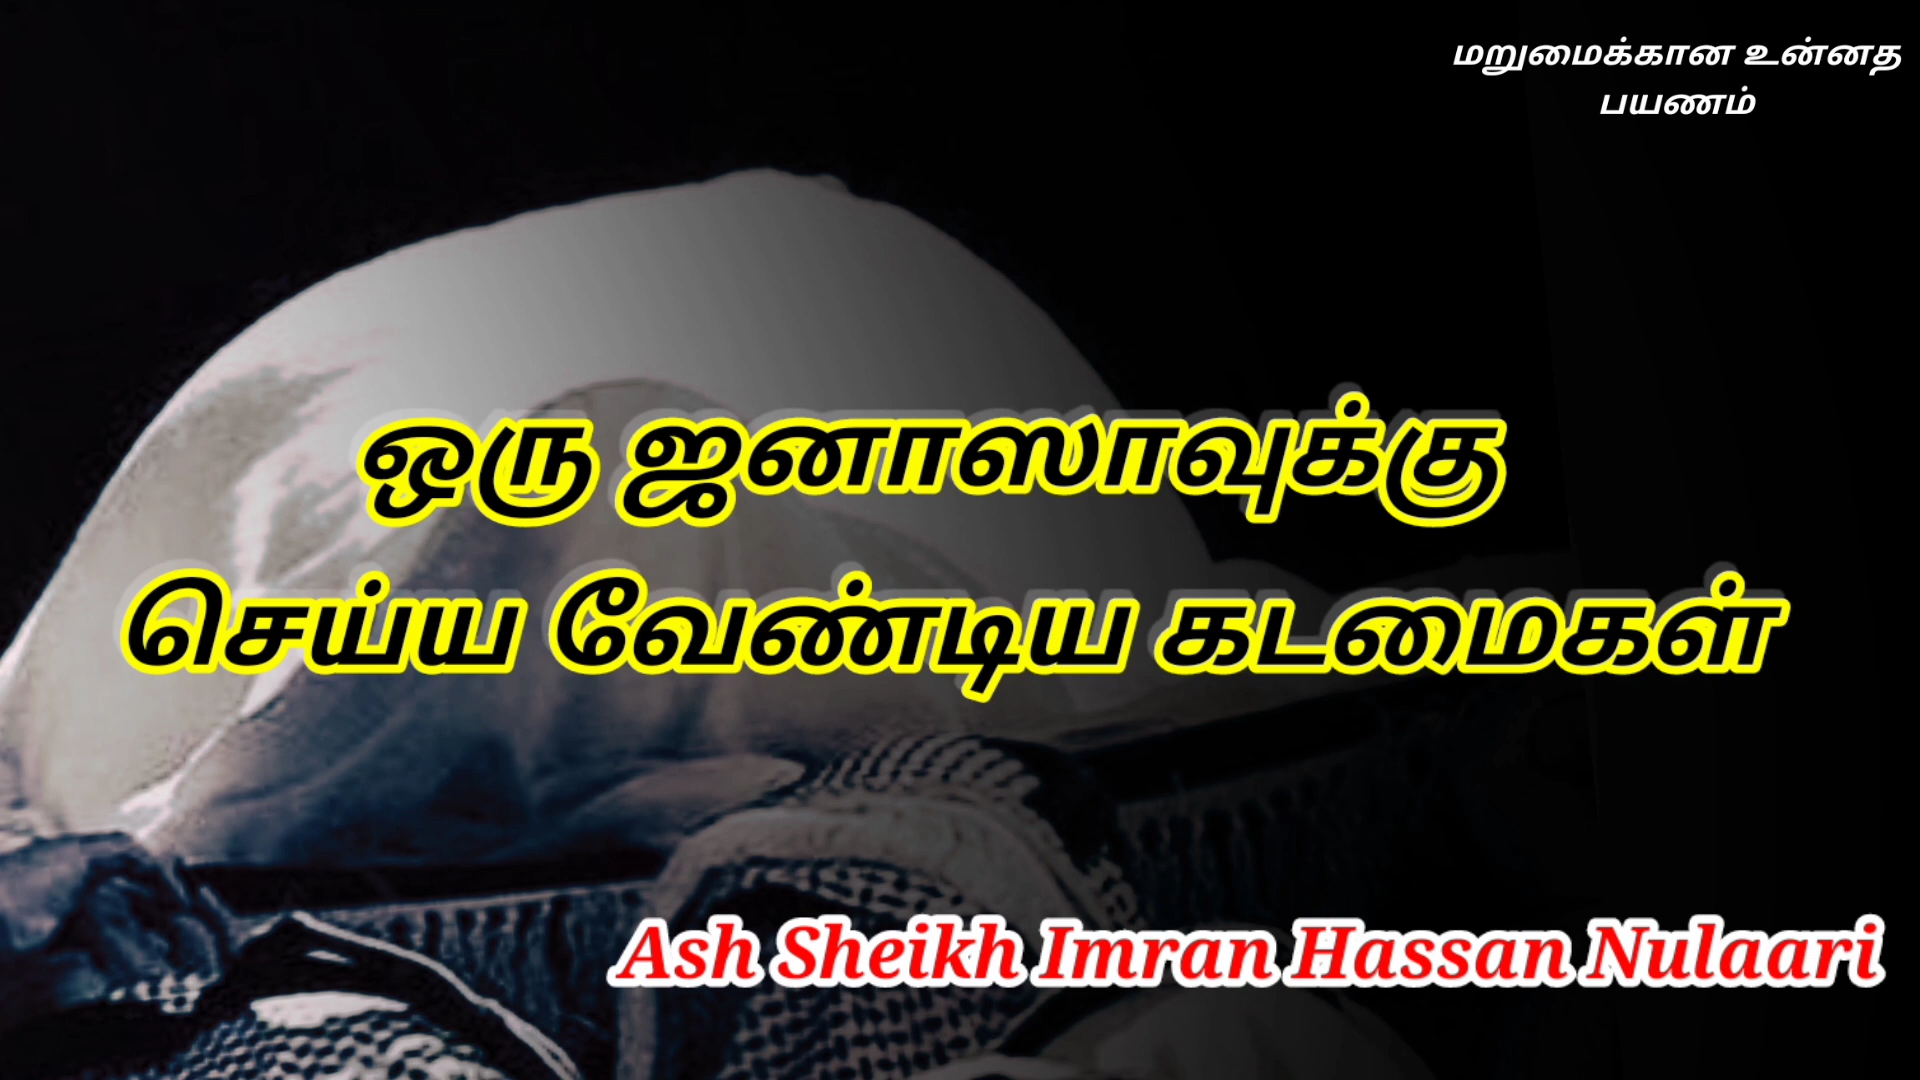 மறுமைக்கான உன்னத
பயணம்
ஒரு ஜனாஸாவுக்கு
செய்ய வேண்டிய கடமைகள்
Ash Sheikh Imran Hassan Nulaari